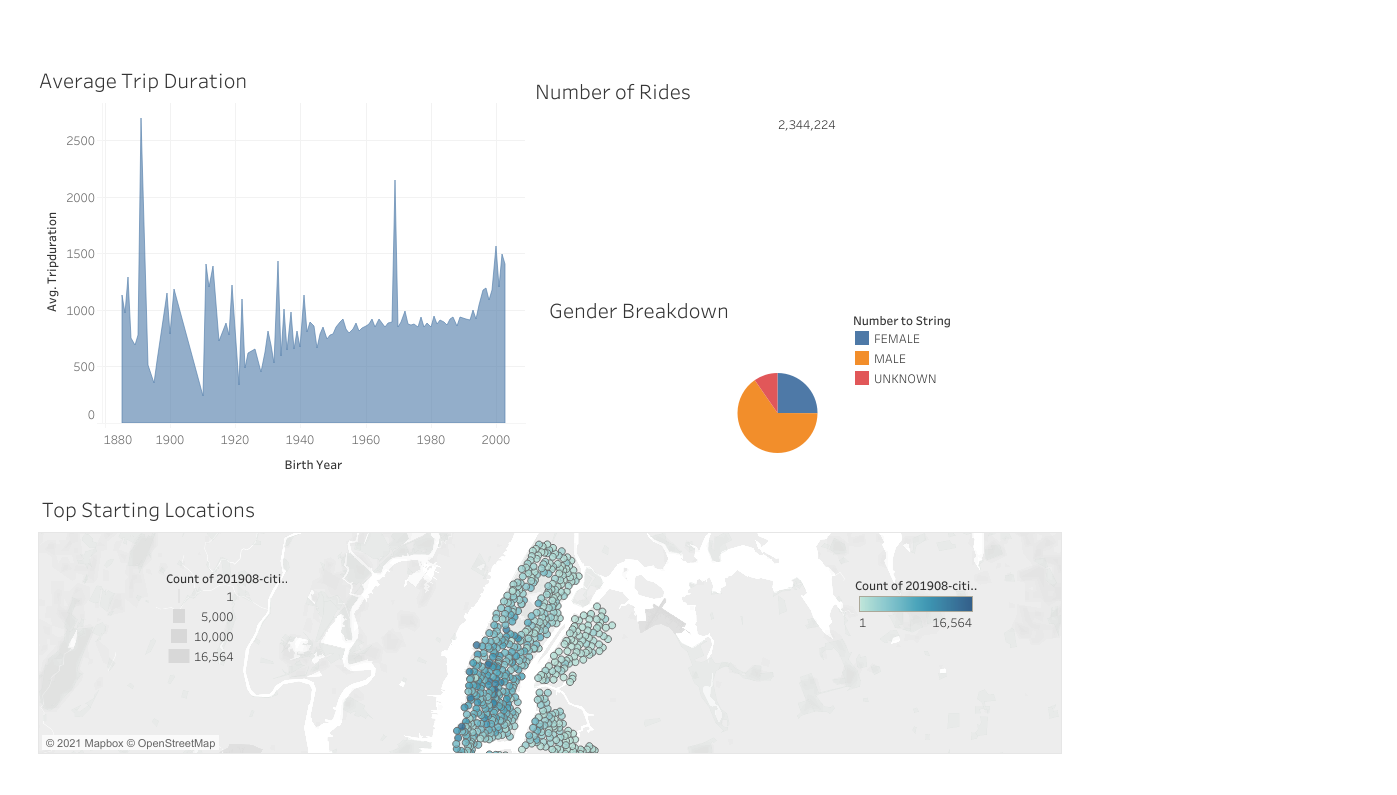 Average Trip Duration
2500
2000
1500
1000
500
0
Avg. Tripduration
1880
1900
1920
1940
1960
1980
2000
Birth Year
Number of Rides
2,344,224
Gender Breakdown
Number to String
FEMALE
MALE
UNKNOWN
Top Starting Locations
Count of 201908-citi..
1
5,000
10,000
16,564
Count of 201908-citi..
1
16,564
© 2021 Mapbox © OpenStreetMap